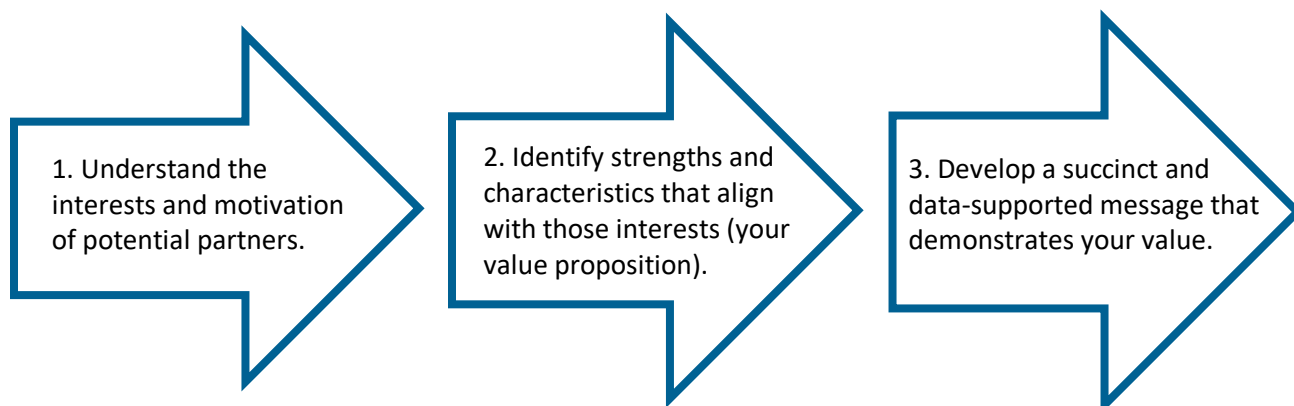 1. Understand the
interests and motivation
of potential partners.
2. Identify strengths and
characteristics that align
with those interests (your
value proposition).
3. Develop a succinct and
data-supported message that
demonstrates your value.